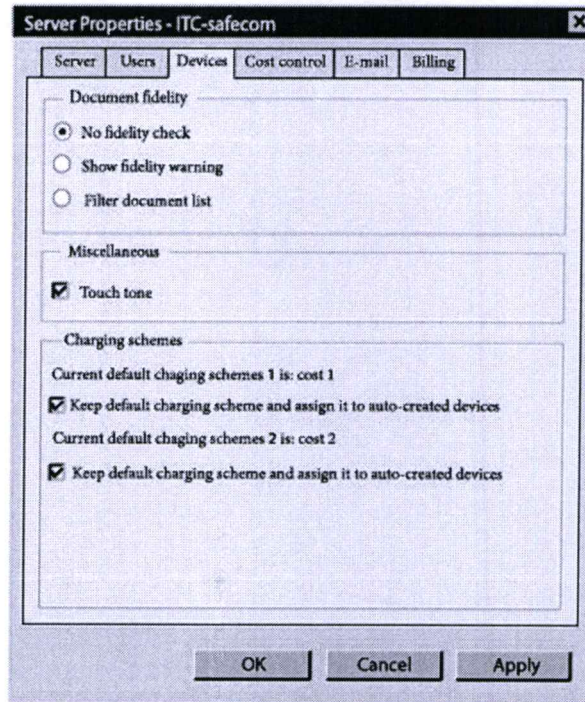 Server Properties - ITC-safecom
Server Users Devices Cost control E-mail Billing
Document fidelity
No fidelity check
Show fidelity warning
Filter document list
Miscellaneous
Touch tone
Charging schemes
Current default chaging schemes 1 is: cost 1
Keep default charging scheme and assign it to auto-created devices
Current default chaging schemes 2 is: cost 2
Keep default charging scheme and assign it to auto-created devices
OK Cancel Apply